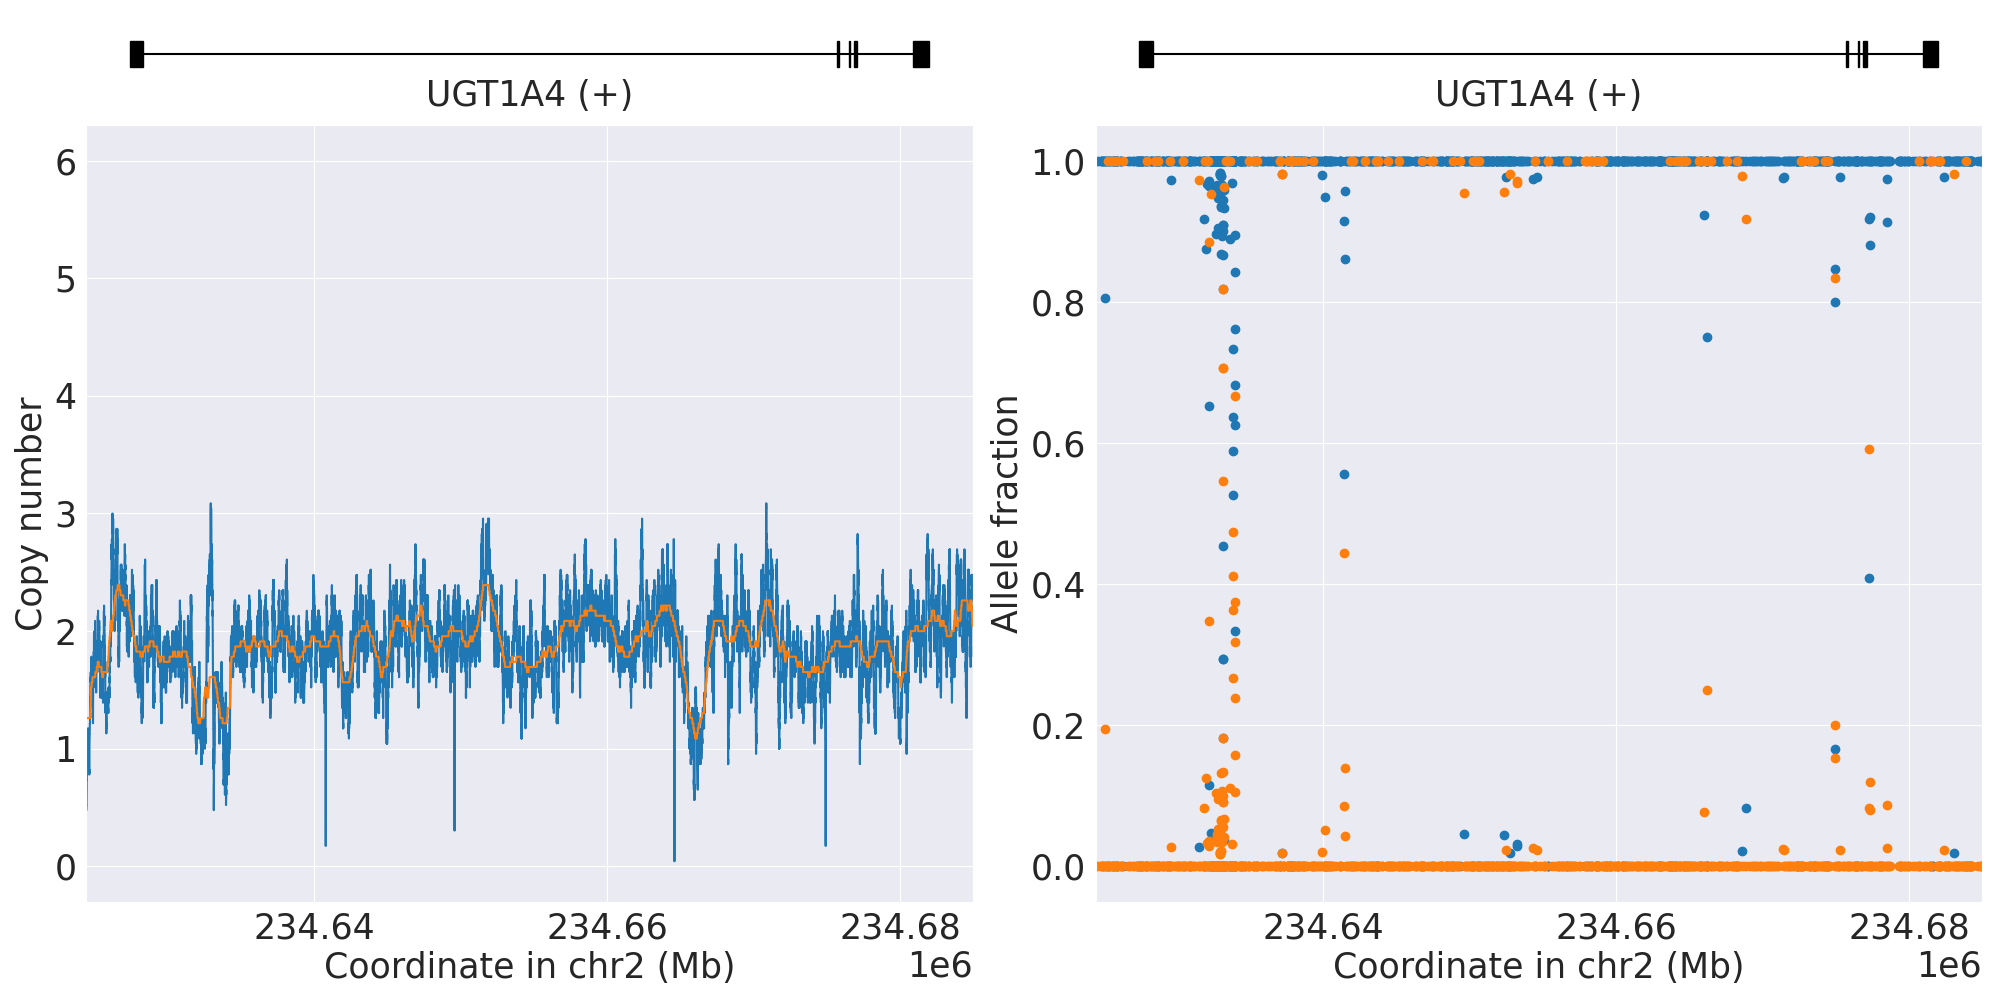 UGT1A4 (+)
6
5
4
3
2
1
0
Copy number
234.64
234.66
234.68
Coordinate in chr2 (Mb)
1e6
UGT1A4 (+)
1.0
0.8
0.6
0.4
0.2
0.0
Allele fraction
234.64
234.66
234.68
Coordinate in chr2 (Mb)
1e6